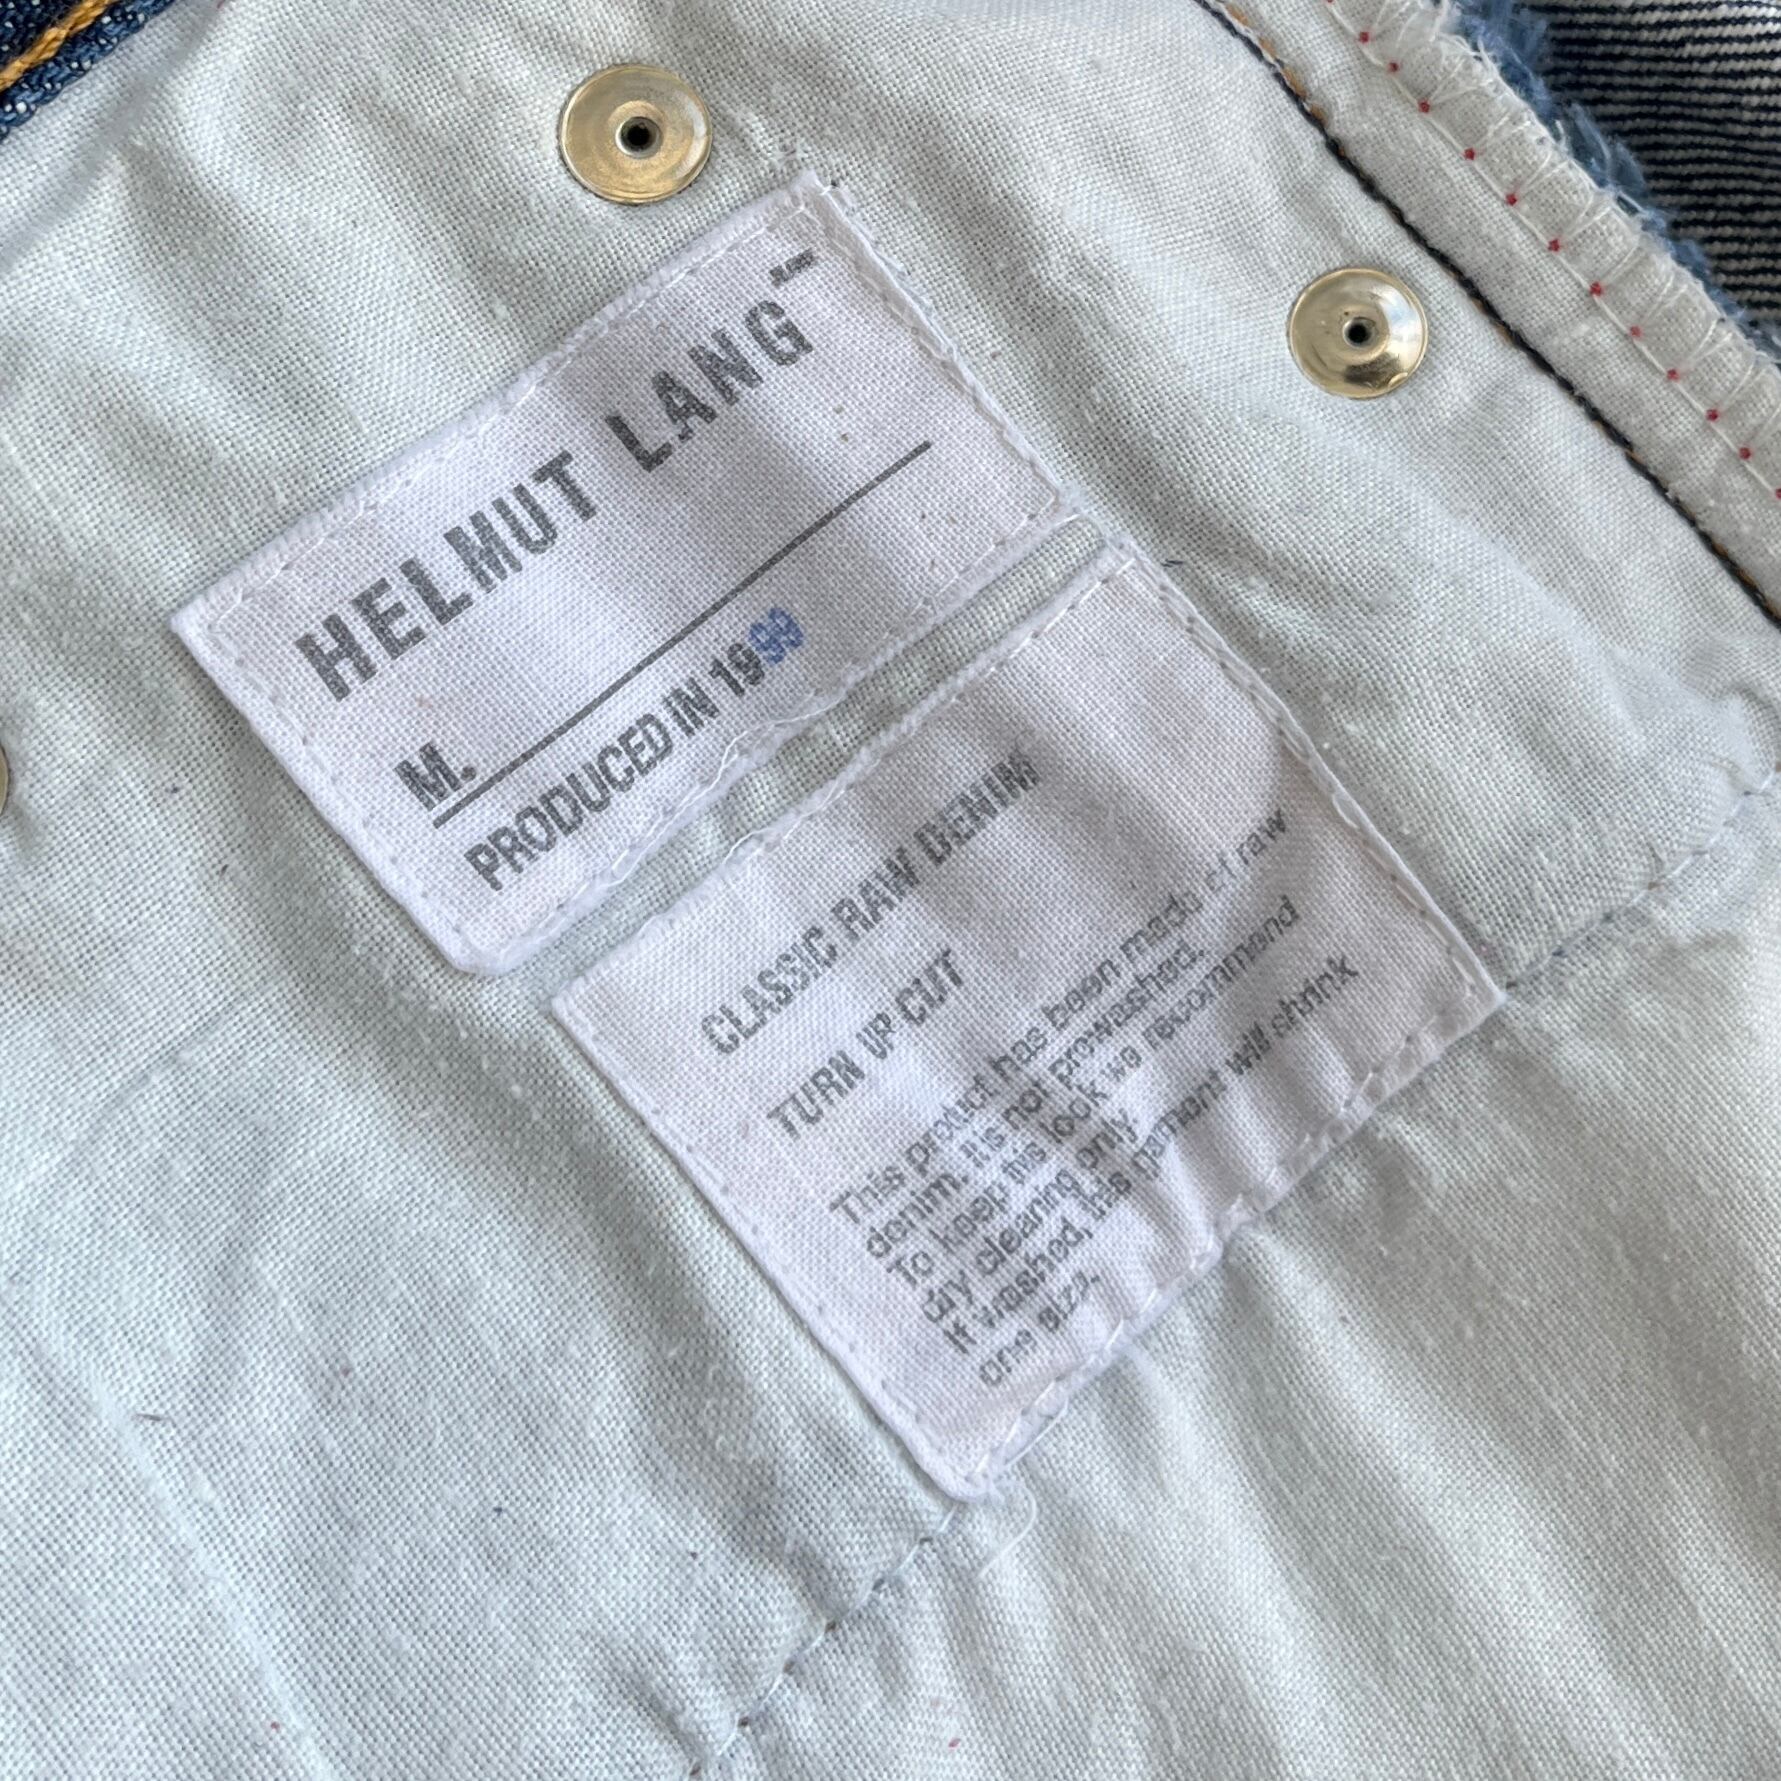 HELMUT LANG
M.
PRODUCED IN 1999
CLASSIC RAW DENIM
TURN UP CUT
This product has been made of raw
denim. It is not prewashed.
To keep this look we recommend
dry cleaning only.
If washed, this garment will shrink
one size.